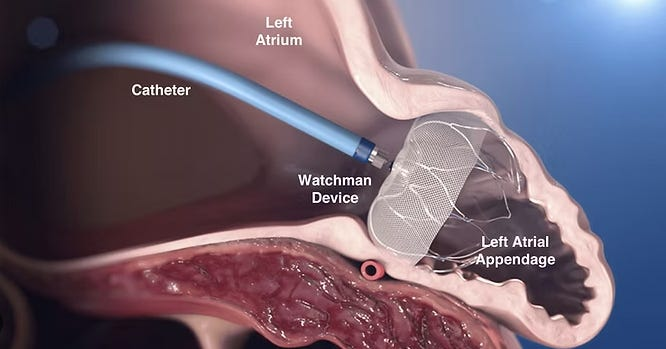 Left
Atrium
Catheter
Watchman
Device
Left Atrial
Appendage